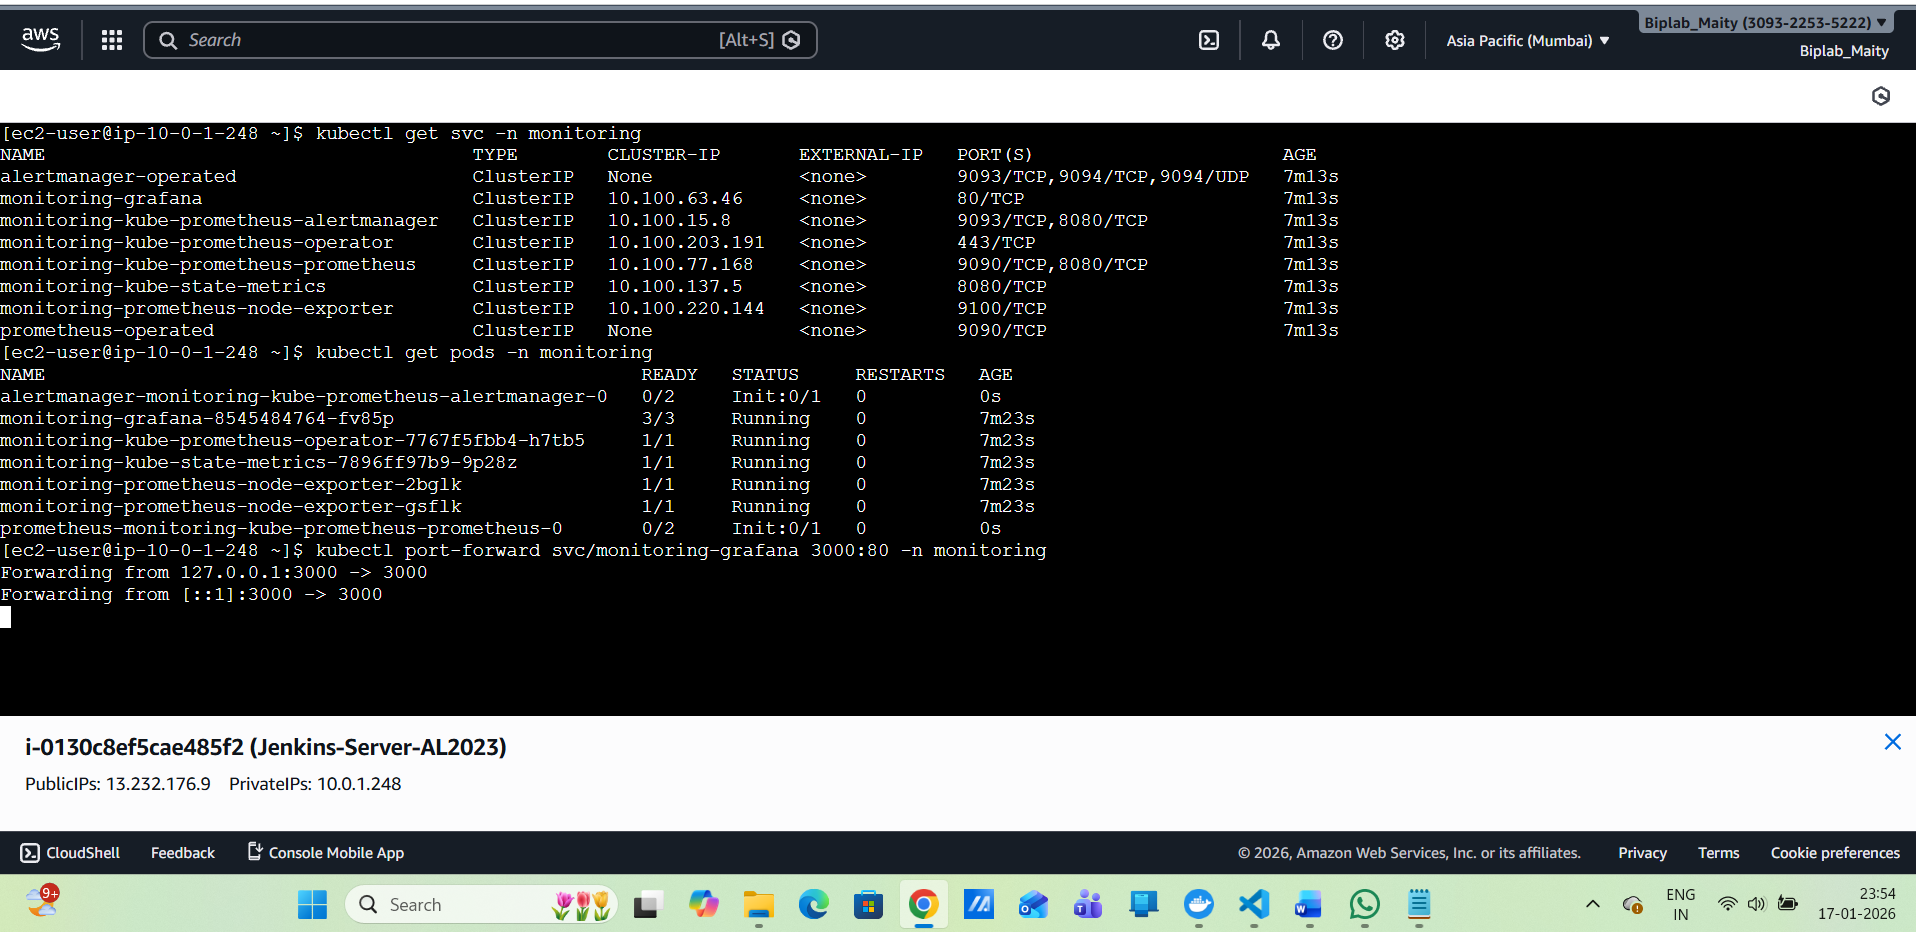 aws
Search
[Alt+S]
Asia Pacific (Mumbai)
Biplab_Maity (3093-2253-5222)
Biplab_Maity
[ec2-user@ip-10-0-1-248 ~]$ kubectl get svc -n monitoring
NAME TYPE CLUSTER-IP EXTERNAL-IP PORT(S) AGE
alertmanager-operated ClusterIP None <none> 9093/TCP,9094/TCP,9094/UDP 7m13s
monitoring-grafana ClusterIP 10.100.63.46 <none> 80/TCP 7m13s
monitoring-kube-prometheus-alertmanager ClusterIP 10.100.15.8 <none> 9093/TCP,8080/TCP 7m13s
monitoring-kube-prometheus-operator ClusterIP 10.100.203.191 <none> 443/TCP 7m13s
monitoring-kube-prometheus-prometheus ClusterIP 10.100.77.168 <none> 9090/TCP,8080/TCP 7m13s
monitoring-kube-state-metrics ClusterIP 10.100.137.5 <none> 8080/TCP 7m13s
monitoring-prometheus-node-exporter ClusterIP 10.100.220.144 <none> 9100/TCP 7m13s
prometheus-operated ClusterIP None <none> 9090/TCP 7m13s
[ec2-user@ip-10-0-1-248 ~]$ kubectl get pods -n monitoring
NAME READY STATUS RESTARTS AGE
alertmanager-monitoring-kube-prometheus-alertmanager-0 0/2 Init:0/1 0 0s
monitoring-grafana-8545484764-fv85p 3/3 Running 0 7m23s
monitoring-kube-prometheus-operator-7767f5fbb4-h7tb5 1/1 Running 0 7m23s
monitoring-kube-state-metrics-7896ff97b9-9p28z 1/1 Running 0 7m23s
monitoring-prometheus-node-exporter-2bglk 1/1 Running 0 7m23s
monitoring-prometheus-node-exporter-gsflk 1/1 Running 0 7m23s
prometheus-monitoring-kube-prometheus-prometheus-0 0/2 Init:0/1 0 0s
[ec2-user@ip-10-0-1-248 ~]$ kubectl port-forward svc/monitoring-grafana 3000:80 -n monitoring
Forwarding from 127.0.0.1:3000 -> 3000
Forwarding from [::1]:3000 -> 3000
i-0130c8ef5cae485f2 (Jenkins-Server-AL2023)
PublicIPs: 13.232.176.9 PrivateIPs: 10.0.1.248
CloudShell Feedback Console Mobile App © 2026, Amazon Web Services, Inc. or its affiliates. Privacy Terms Cookie preferences
9+
Search
ENG
IN
23:54
17-01-2026